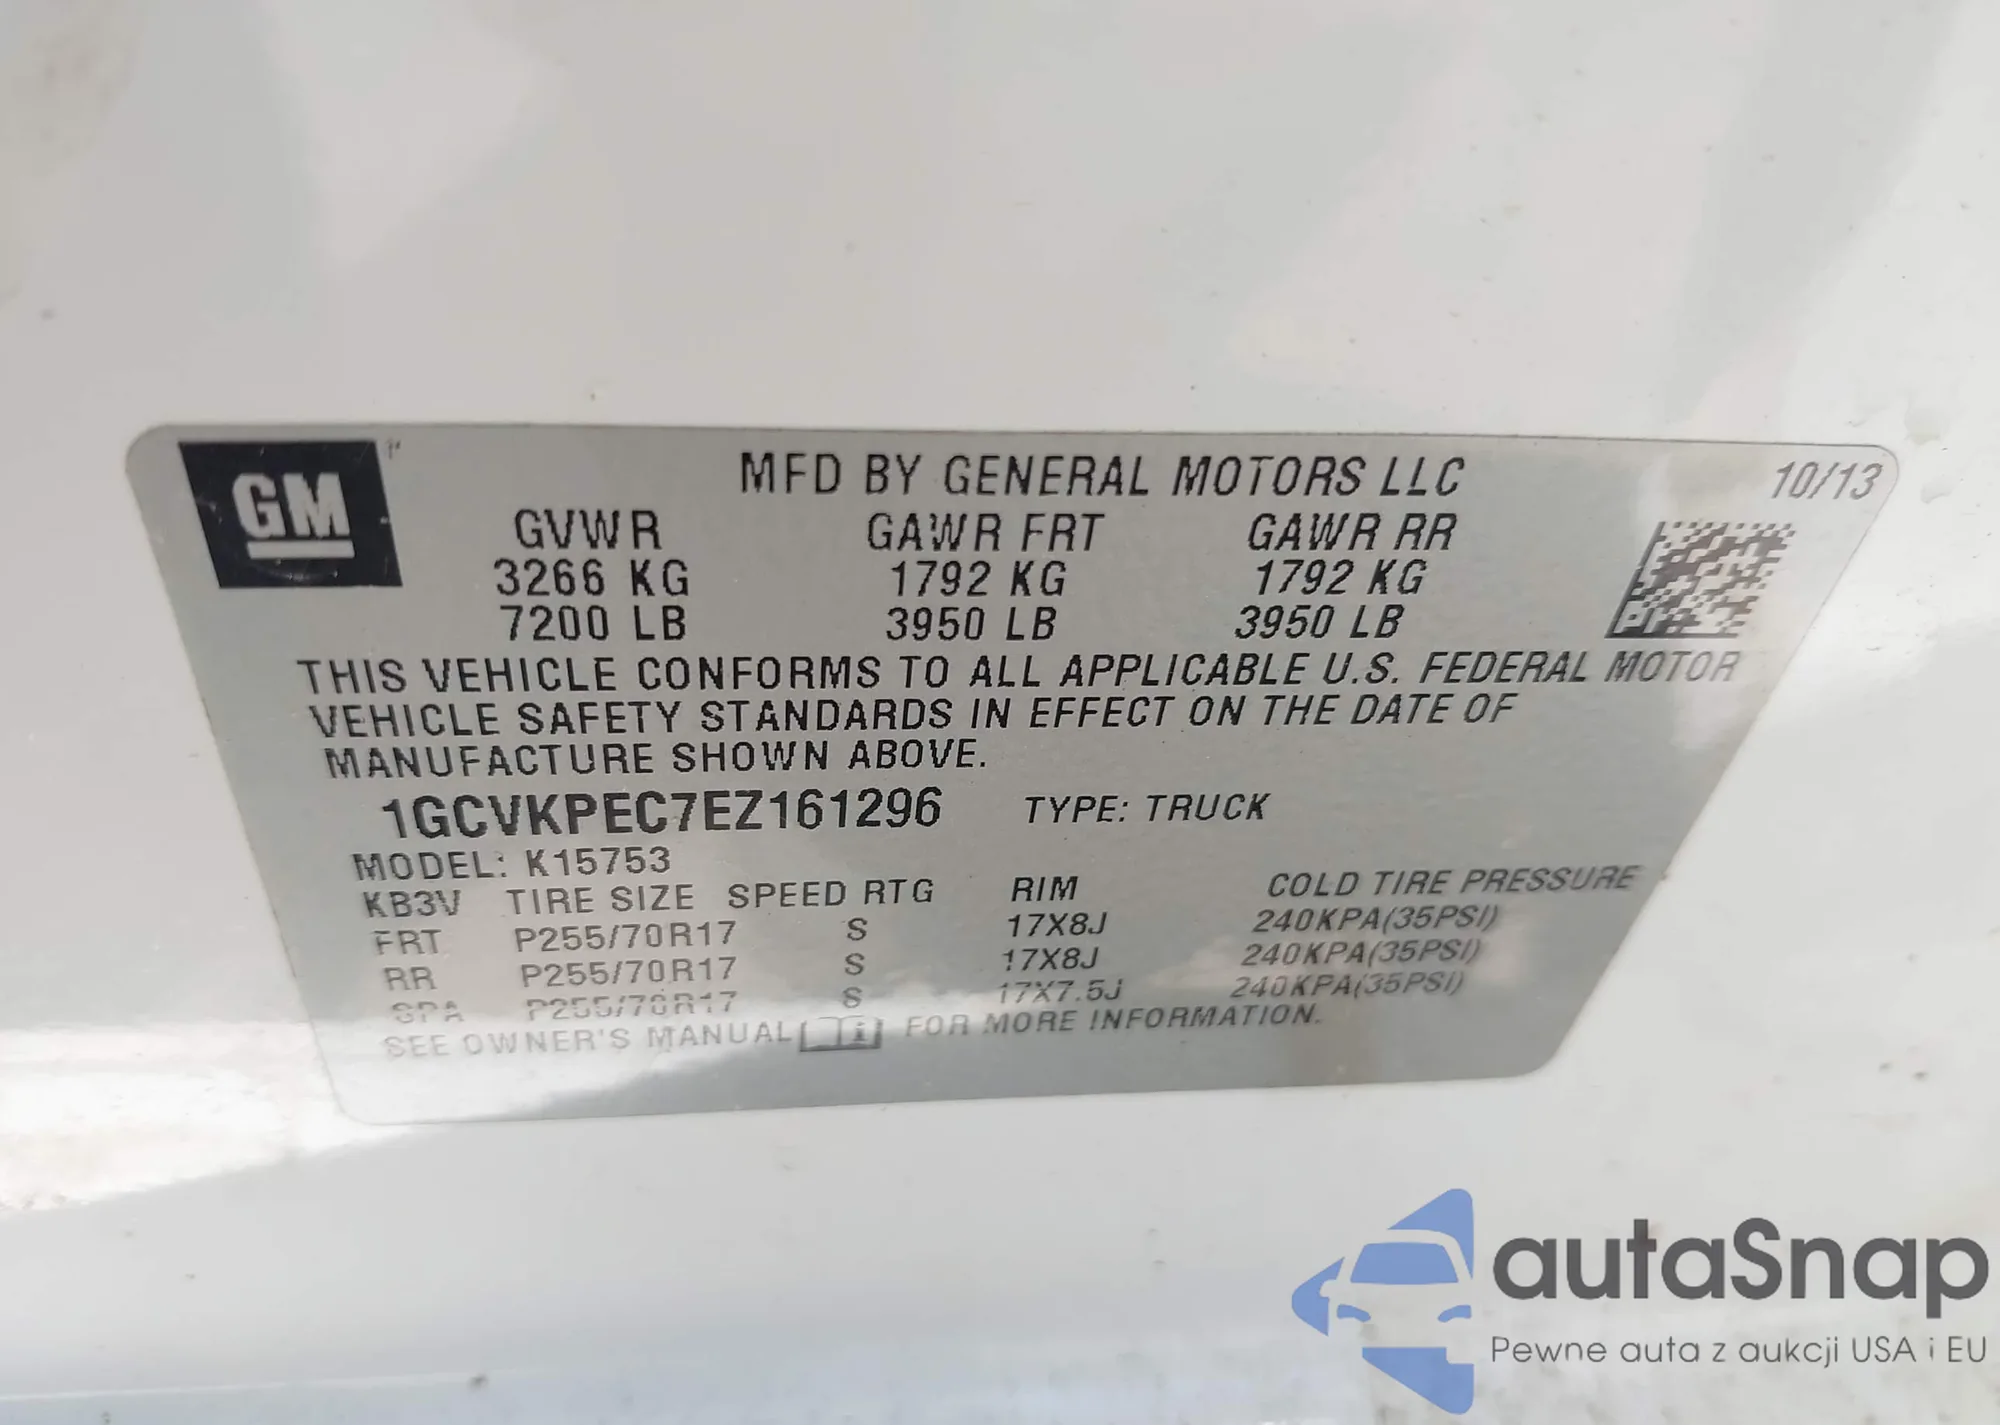 GM
MFD BY GENERAL MOTORS LLC 10/13
GVWR GAWR FRT GAWR RR
3266 KG 1792 KG 1792 KG
7200 LB 3950 LB 3950 LB
THIS VEHICLE CONFORMS TO ALL APPLICABLE U.S. FEDERAL MOTOR
VEHICLE SAFETY STANDARDS IN EFFECT ON THE DATE OF
MANUFACTURE SHOWN ABOVE.
1GCVKPEC7EZ161296 TYPE: TRUCK
MODEL: K15753
KB3V TIRE SIZE SPEED RTG RIM COLD TIRE PRESSURE
FRT P255/70R17 S 17X8J 240KPA(35PSI)
RR P255/70R17 S 17X8J 240KPA(35PSI)
SPA P255/70R17 S 17X7.5J 240KPA(35PSI)
SEE OWNER'S MANUAL FOR MORE INFORMATION.
autaSnap
Pewne auta z aukcji USA i EU